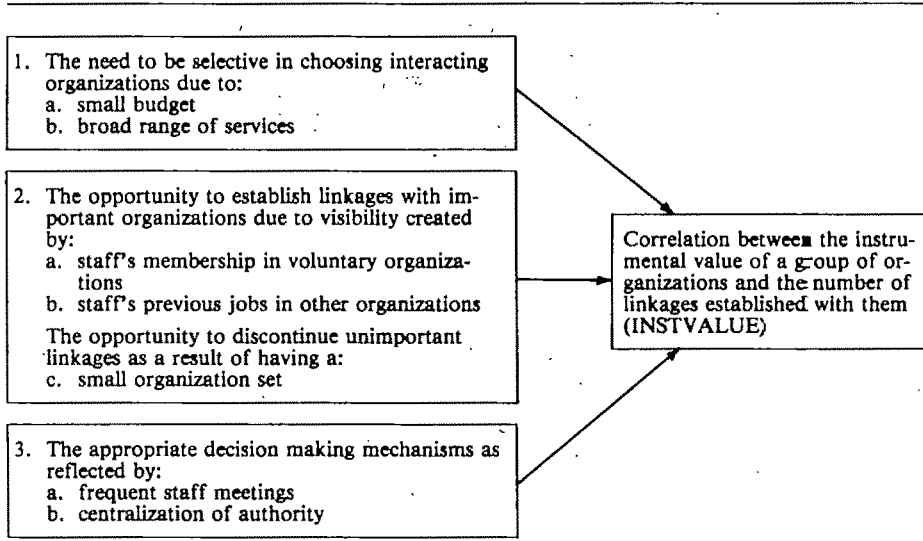 1. The need to be selective in choosing interacting
organizations due to:
a. small budget
b. broad range of services
2. The opportunity to establish linkages with im-
portant organizations due to visibility created
by:
a. staff's membership in voluntary organiza-
tions
b. staff's previous jobs in other organizations
The opportunity to discontinue unimportant
linkages as a result of having a:
c. small organization set
3. The appropriate decision making mechanisms as
reflected by:
a. frequent staff meetings
b. centralization of authority
Correlation between the instru-
mental value of a group of or-
ganizations and the number of
linkages established with them
(INSTVALUE)